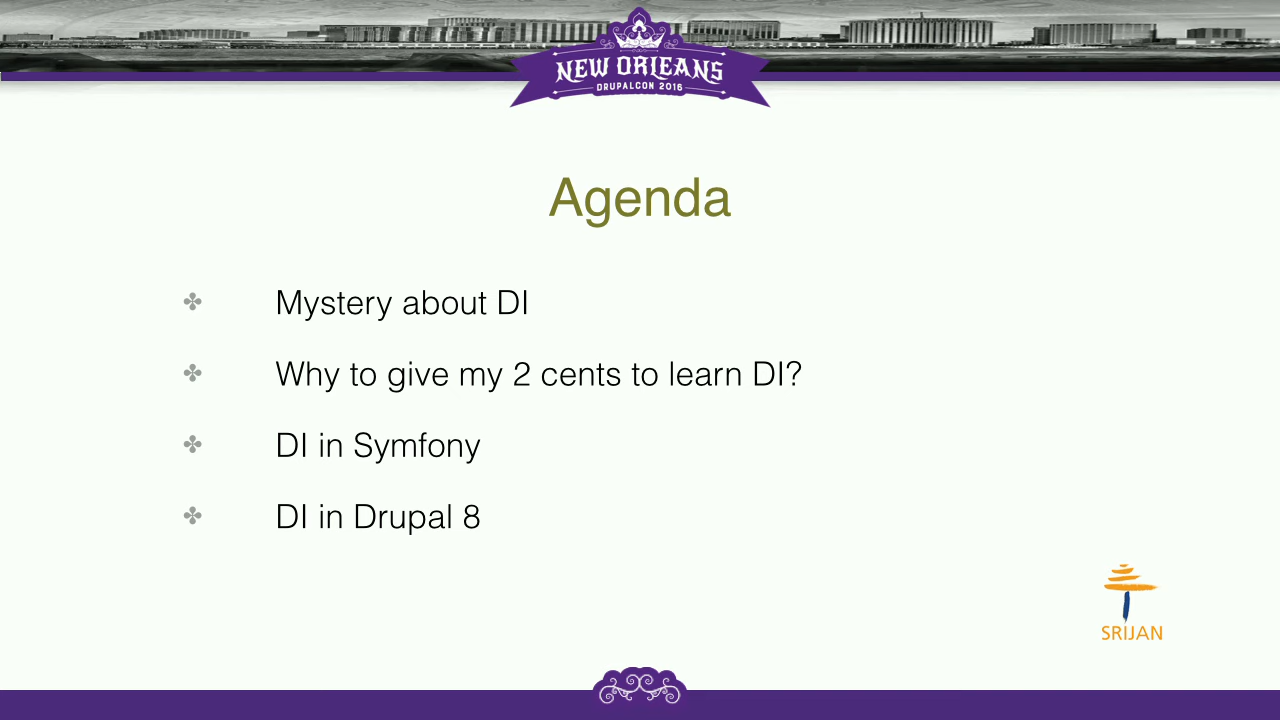 NEW ORLEANS
DRUPALCON 2016
Agenda
Mystery about DI
Why to give my 2 cents to learn DI?
DI in Symfony
DI in Drupal 8
SRIJAN